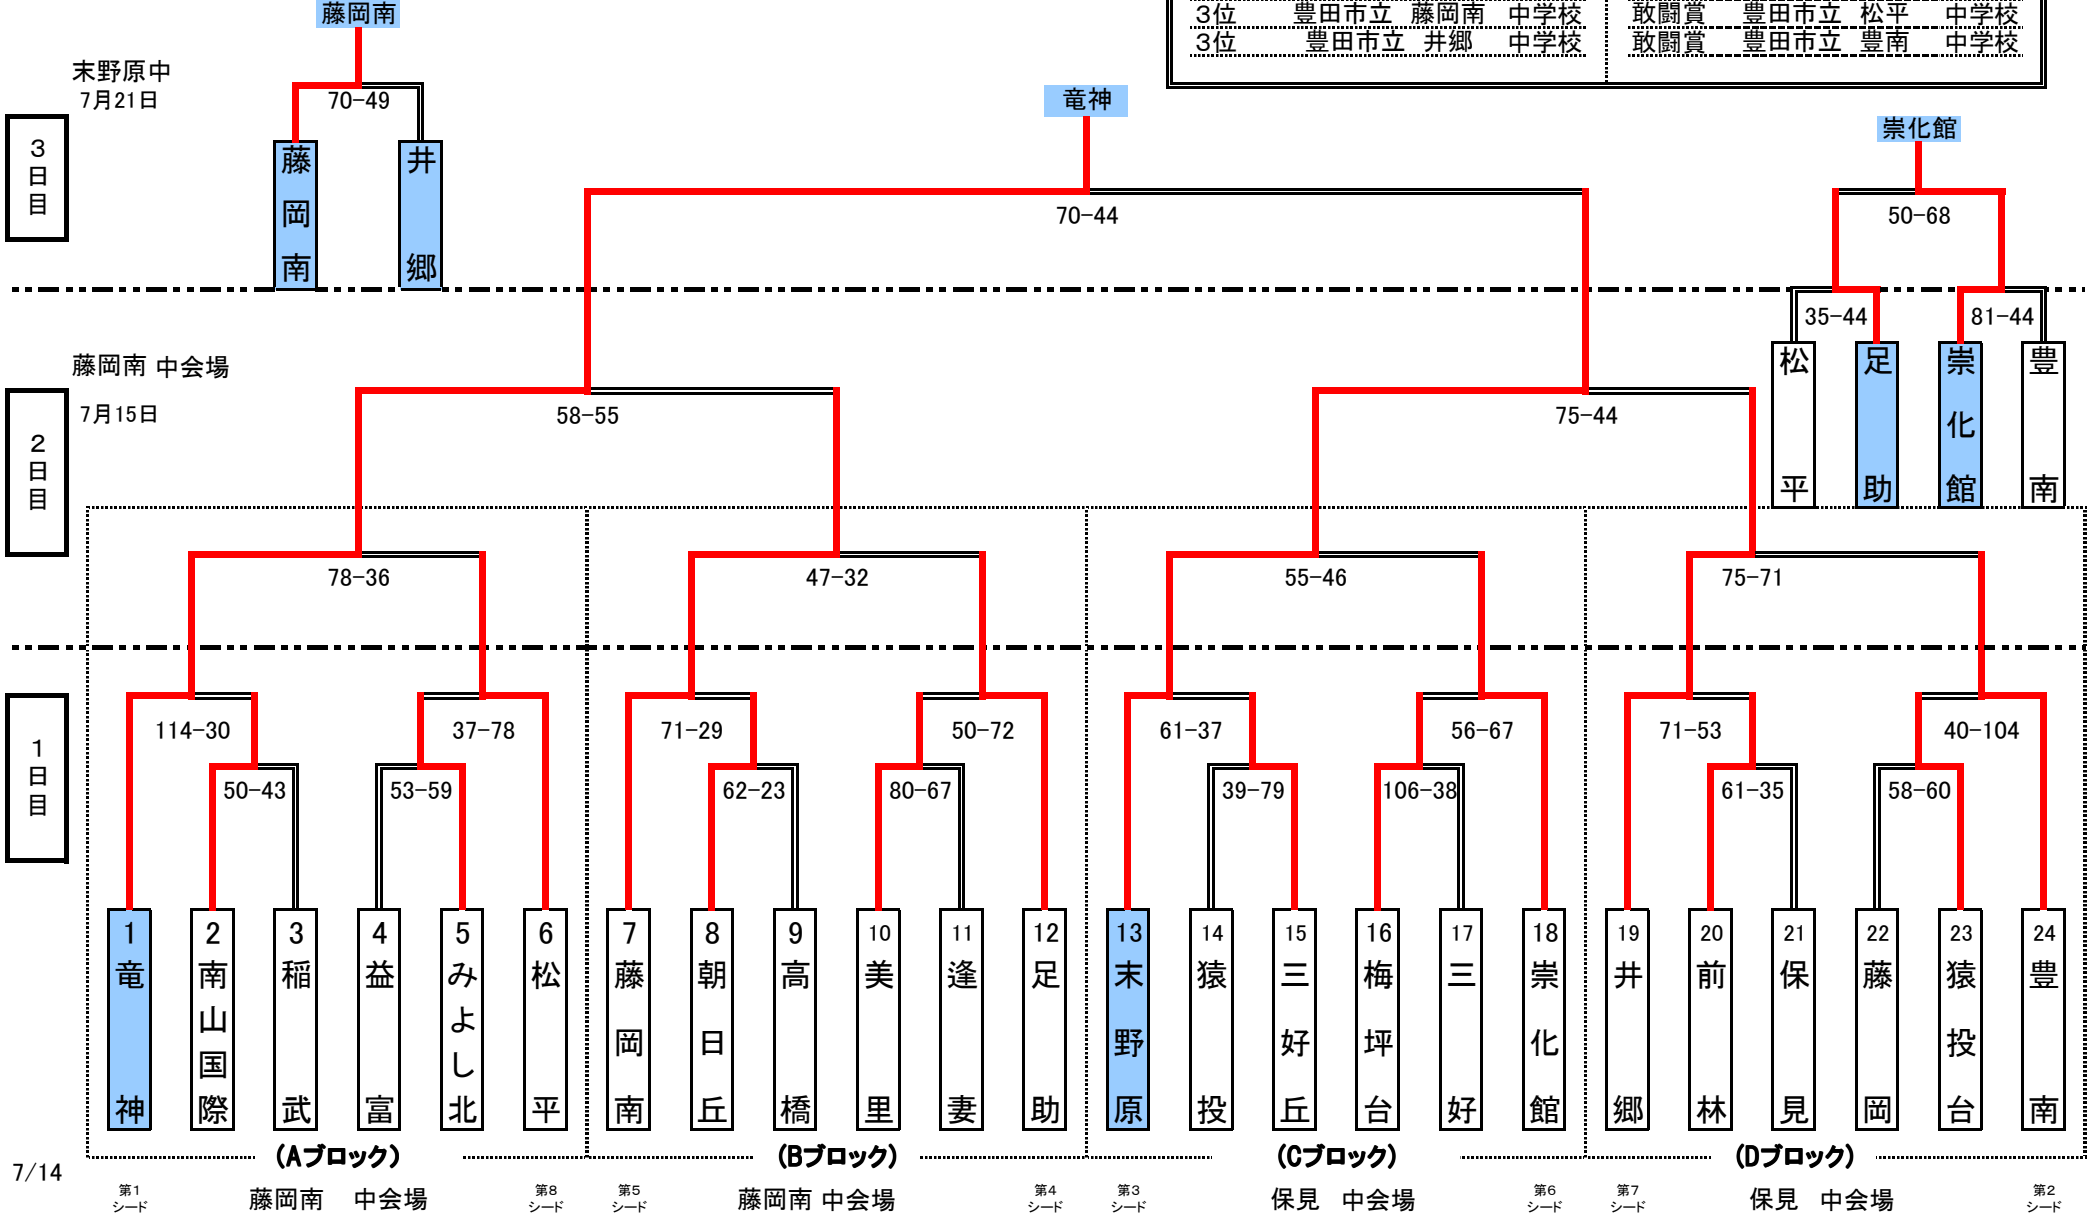 藤岡南
3位 豊田市立 藤岡南 中学校 敢闘賞 豊田市立 松平 中学校
3位 豊田市立 井郷 中学校 敢闘賞 豊田市立 豊南 中学校
末野原中
7月21日
70-49
竜神
崇化館
3日目
藤岡南
井郷
70-44
50-68
35-44
81-44
藤岡南 中会場
7月15日
2日目
58-55
75-44
松平
足助
崇化館
豊南
78-36
47-32
55-46
75-71
1日目
114-30
37-78
71-29
50-72
61-37
56-67
71-53
40-104
50-43
53-59
62-23
80-67
39-79
106-38
61-35
58-60
1 竜神
2 南山国際
3 稲武
4 益富
5 みよし北
6 松平
7 藤岡南
8 朝日丘
9 高橋
10 美里
11 逢妻
12 足助
13 末野原
14 猿投
15 三好丘
16 梅坪台
17 三好
18 崇化館
19 井郷
20 前林
21 保見
22 藤岡
23 猿投台
24 豊南
(Aブロック) (Bブロック) (Cブロック) (Dブロック)
7/14
第1シード 藤岡南 中会場 第8シード 第5シード 藤岡南 中会場 第4シード 第3シード 保見 中会場 第6シード 第7シード 保見 中会場 第2シード